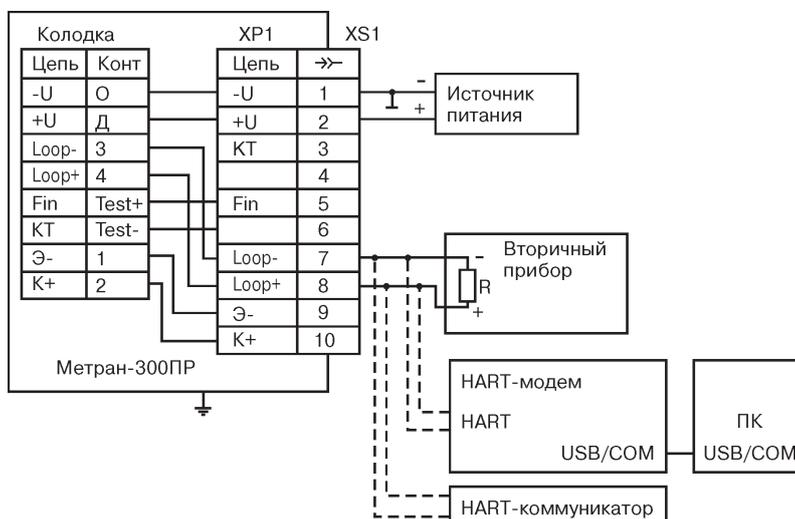 Колодка
XP1
XS1
Цепь Конт
-U О
+U Д
Loop- 3
Loop+ 4
Fin Test+
КТ Test-
Э- 1
К+ 2
Цепь
-U 1
+U 2
КТ 3
4
Fin 5
6
Loop- 7
Loop+ 8
Э- 9
К+ 10
Метран-300ПР
-
+
Источник
питания
Вторичный
прибор
-
R
+
HART-модем
HART
USB/COM
ПК
USB/COM
HART-коммуникатор